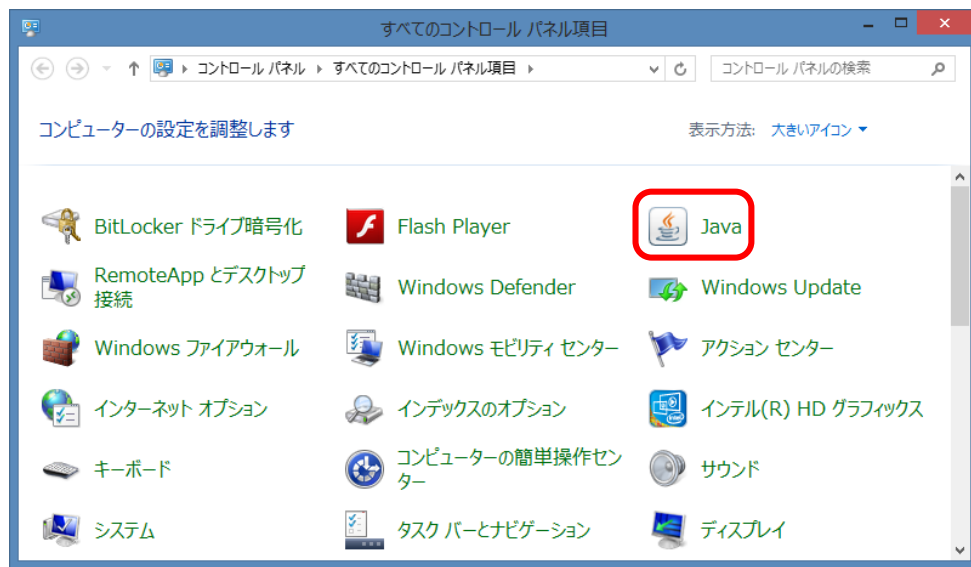 すべてのコントロール パネル項目
コントロール パネル ▸ すべてのコントロール パネル項目 ▸
コントロール パネルの検索
コンピューターの設定を調整します
表示方法: 大きいアイコン
BitLocker ドライブ暗号化
Flash Player
Java
RemoteApp とデスクトップ
接続
Windows Defender
Windows Update
Windows ファイアウォール
Windows モビリティ センター
アクション センター
インターネット オプション
インデックスのオプション
インテル(R) HD グラフィックス
キーボード
コンピューターの簡単操作セン
ター
サウンド
システム
タスク バーとナビゲーション
ディスプレイ